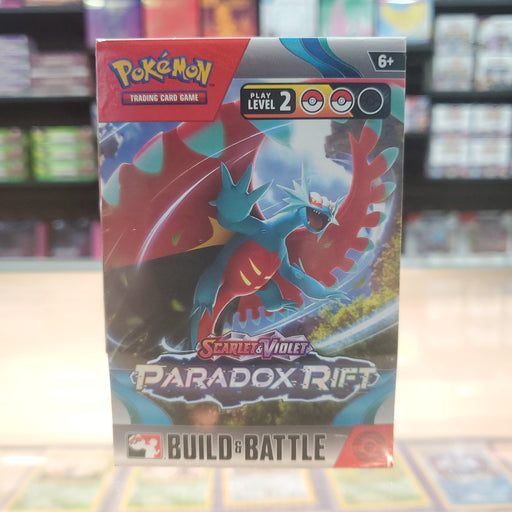 POKéMON
TRADING CARD GAME
6+
PLAY
LEVEL 2
SCARLET & VIOLET
PARADOX RIFT
BUILD & BATTLE